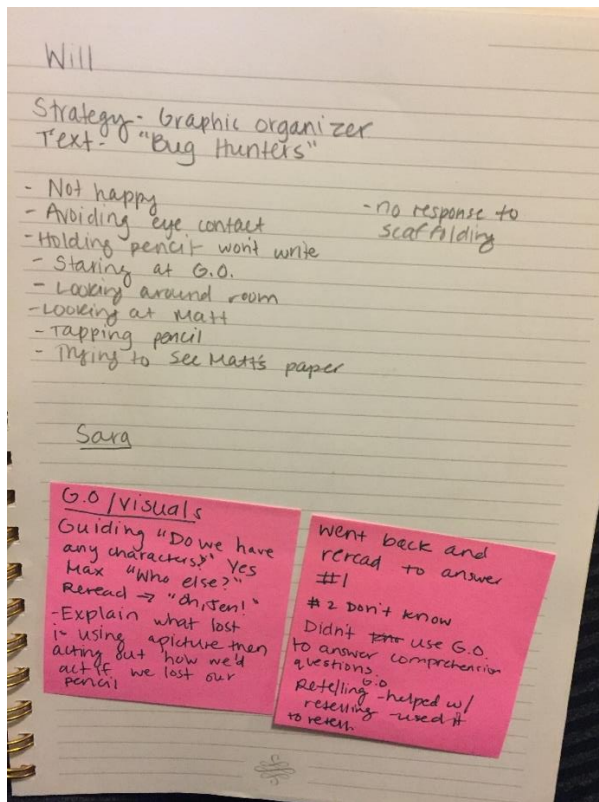 Will
Strategy - Graphic organizer
Text - "Bug Hunters"
- Not happy
- Avoiding eye contact
- Holding pencil won't write
- Staring at G.O.
- Looking around room
- Looking at Matt
- Tapping pencil
- Trying to see Matt's paper
- no response to
scaffolding
Sara
G.O/visuals
Guiding "Do we have
any characters?" Yes
Max "Who else?"
Reread → "Oh, Jen!"
- Explain what lost
is using a picture then
acting out how we'd
act if we lost our
pencil
went back and
reread to answer
#1
#2 Don't know
Didn't use G.O.
to answer comprehension
questions
G.O
Retelling - helped w/
retelling - used it
to retell.